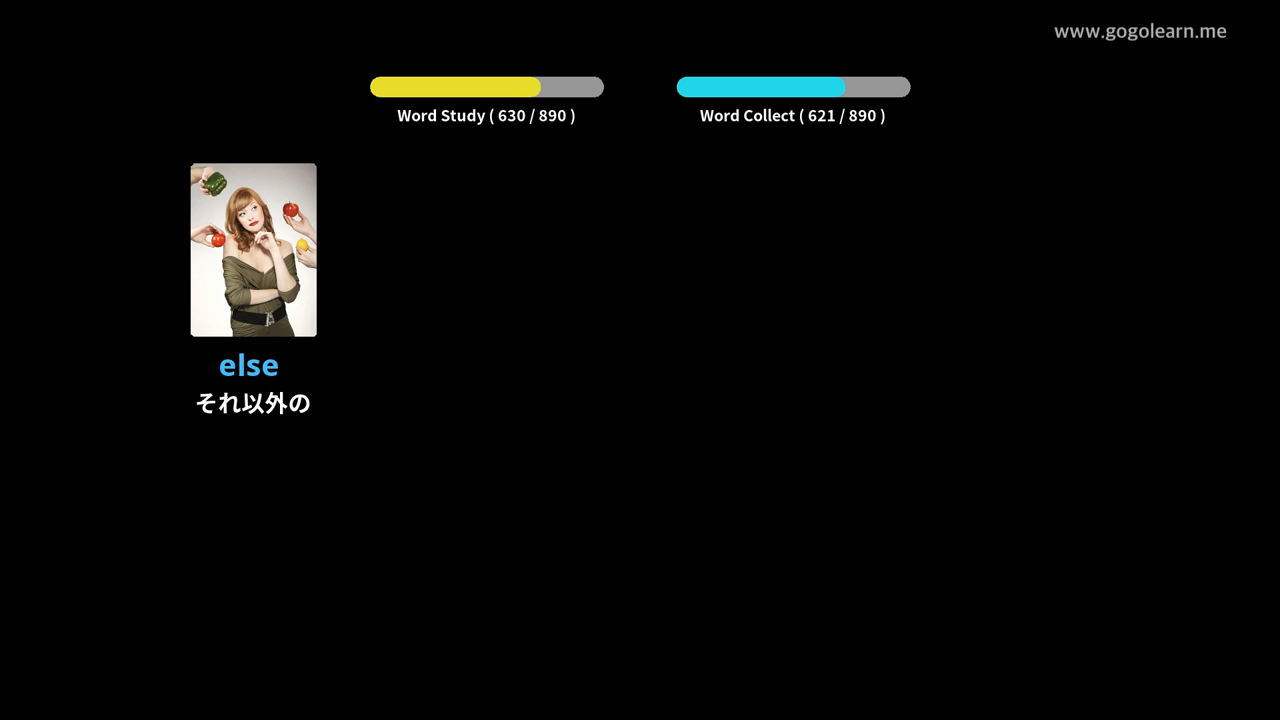 www.gogolearn.me
Word Study ( 630 / 890 )
Word Collect ( 621 / 890 )
else
それ以外の